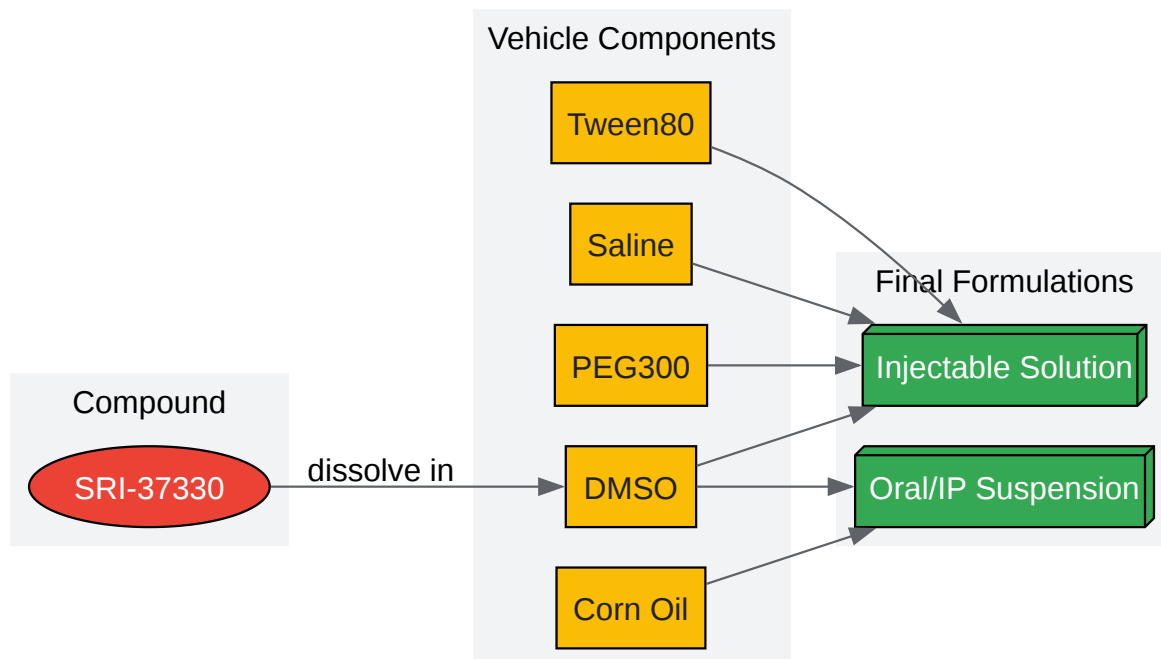 Vehicle Components
Tween80
Saline
Final Formulations
PEG300
Injectable Solution
Compound
dissolve in
SRI-37330
DMSO
Oral/IP Suspension
Corn Oil